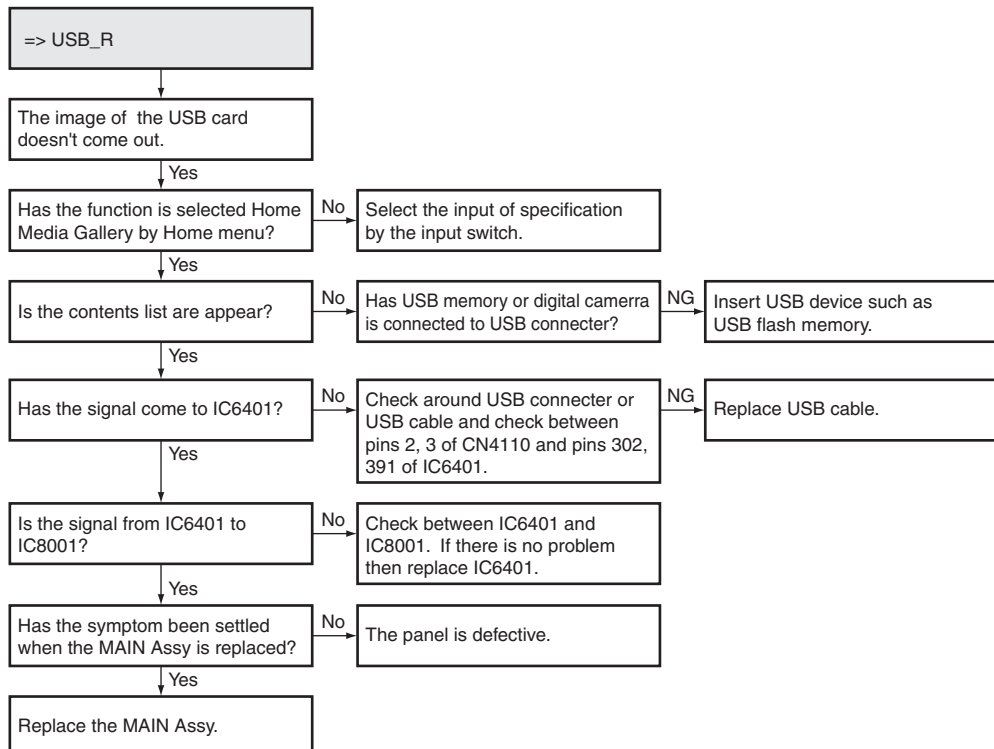 => USB_R
The image of the USB card
doesn't come out.
Yes
Has the function is selected Home
Media Gallery by Home menu?
No
Select the input of specification
by the input switch.
Yes
Is the contents list are appear?
No
Has USB memory or digital camerra
is connected to USB connecter?
NG
Insert USB device such as
USB flash memory.
Yes
Has the signal come to IC6401?
No
Check around USB connecter or
USB cable and check between
pins 2, 3 of CN4110 and pins 302,
391 of IC6401.
NG
Replace USB cable.
Yes
Is the signal from IC6401 to
IC8001?
No
Check between IC6401 and
IC8001. If there is no problem
then replace IC6401.
Yes
Has the symptom been settled
when the MAIN Assy is replaced?
No
The panel is defective.
Yes
Replace the MAIN Assy.